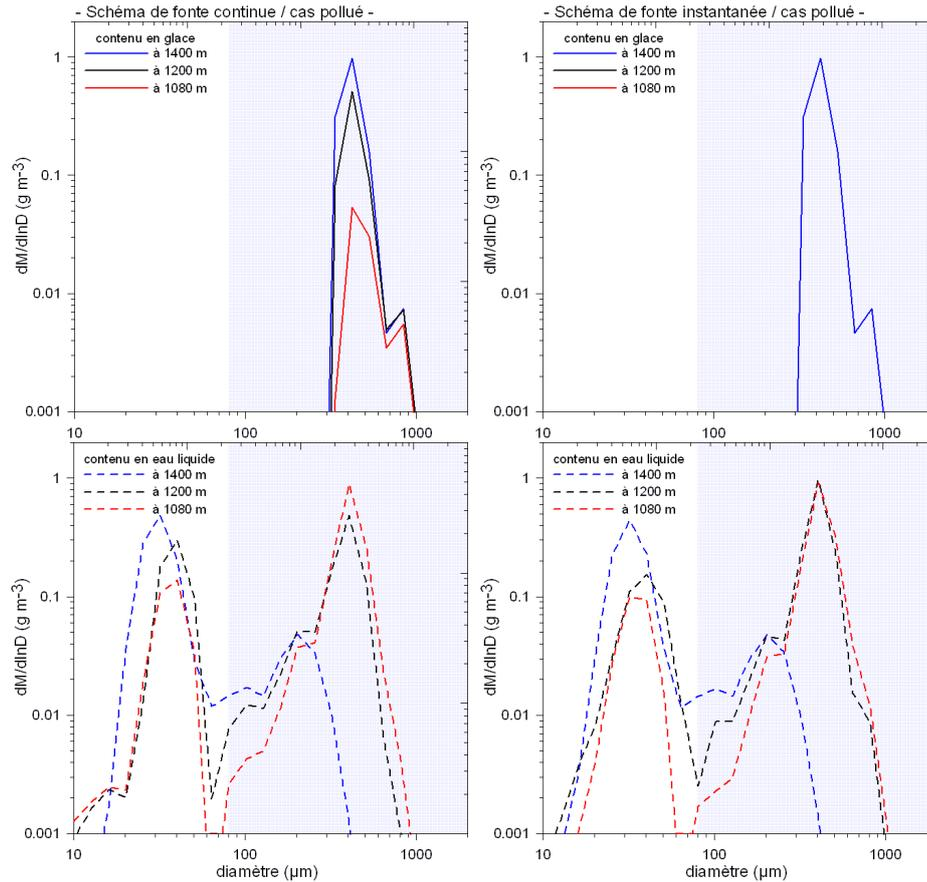 - Schéma de fonte continue / cas pollué -
- Schéma de fonte instantanée / cas pollué -
contenu en glace
à 1400 m
à 1200 m
à 1080 m
dM/dlnD (g m-3)
1
0.1
0.01
0.001
10
100
1000
contenu en glace
à 1400 m
à 1200 m
à 1080 m
dM/dlnD (g m-3)
1
0.1
0.01
0.001
10
100
1000
contenu en eau liquide
à 1400 m
à 1200 m
à 1080 m
dM/dlnD (g m-3)
1
0.1
0.01
0.001
10
100
1000
diamètre (µm)
contenu en eau liquide
à 1400 m
à 1200 m
à 1080 m
dM/dlnD (g m-3)
1
0.1
0.01
0.001
10
100
1000
diamètre (µm)